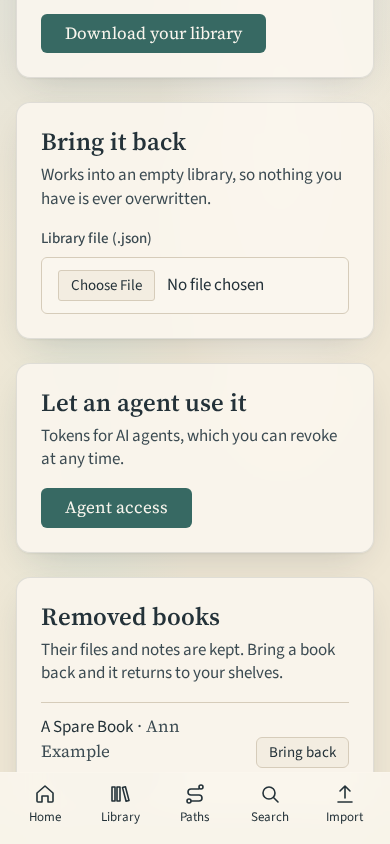 Download your library
Bring it back
Works into an empty library, so nothing you
have is ever overwritten.
Library file (.json)
Choose File No file chosen
Let an agent use it
Tokens for AI agents, which you can revoke
at any time.
Agent access
Removed books
Their files and notes are kept. Bring a book
back and it returns to your shelves.
A Spare Book · Ann
Example
Bring back
Home Library Paths Search Import